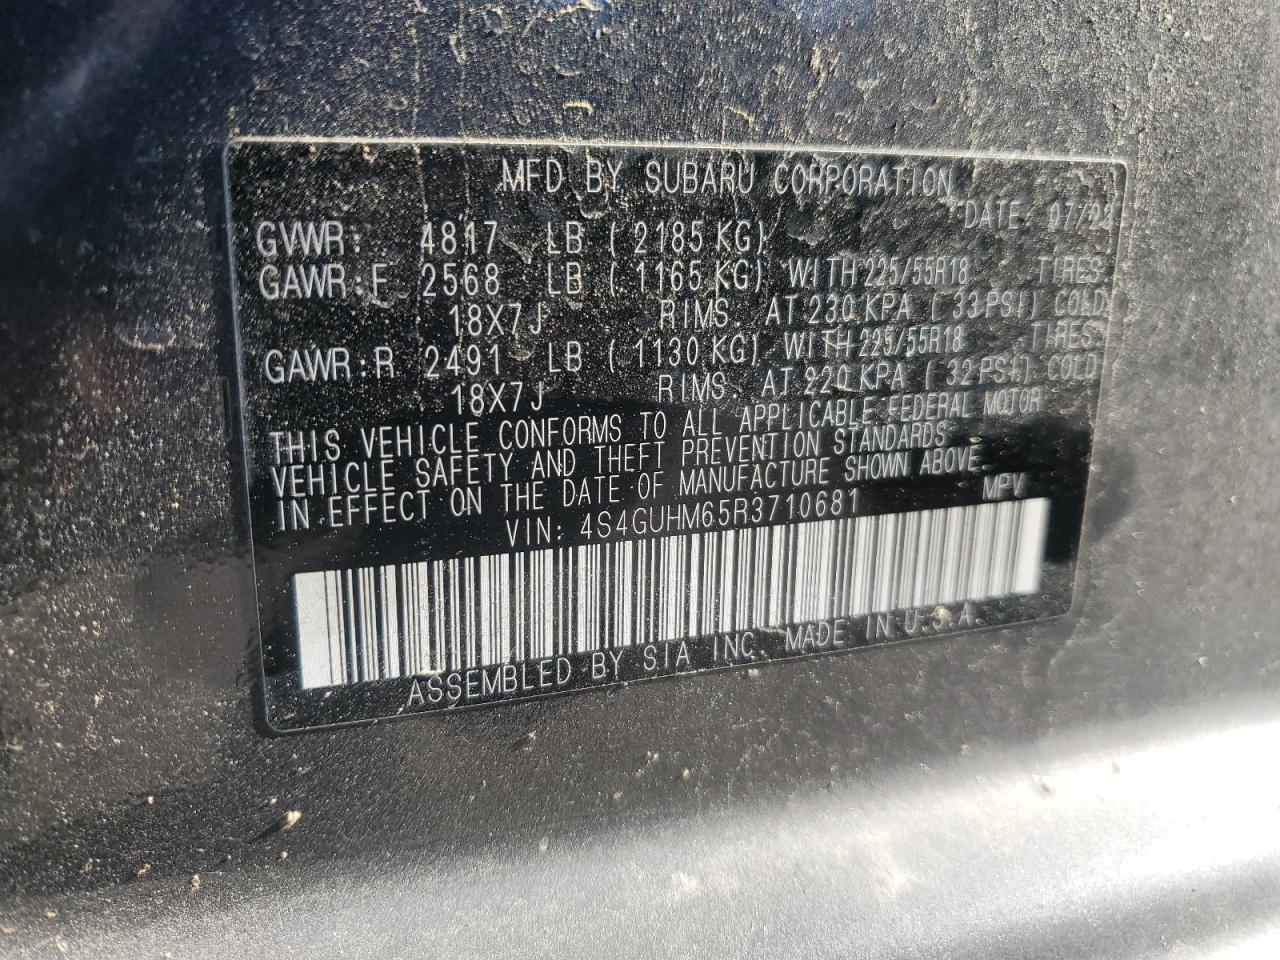 MFD BY SUBARU CORPORATION
DATE: 07/24
GVWR: 4817 LB ( 2185 KG)
GAWR:F 2568 LB ( 1165 KG) WITH 225/55R18 TIRES
18X7J RIMS. AT 230 KPA ( 33 PSI) COLD
GAWR:R 2491 LB ( 1130 KG) WITH 225/55R18 TIRES
18X7J RIMS. AT 220 KPA ( 32 PSI) COLD
THIS VEHICLE CONFORMS TO ALL APPLICABLE FEDERAL MOTOR
VEHICLE SAFETY AND THEFT PREVENTION STANDARDS
IN EFFECT ON THE DATE OF MANUFACTURE SHOWN ABOVE.
VIN: 4S4GUHM65R3710681 MPV
ASSEMBLED BY SIA INC. MADE IN U.S.A.